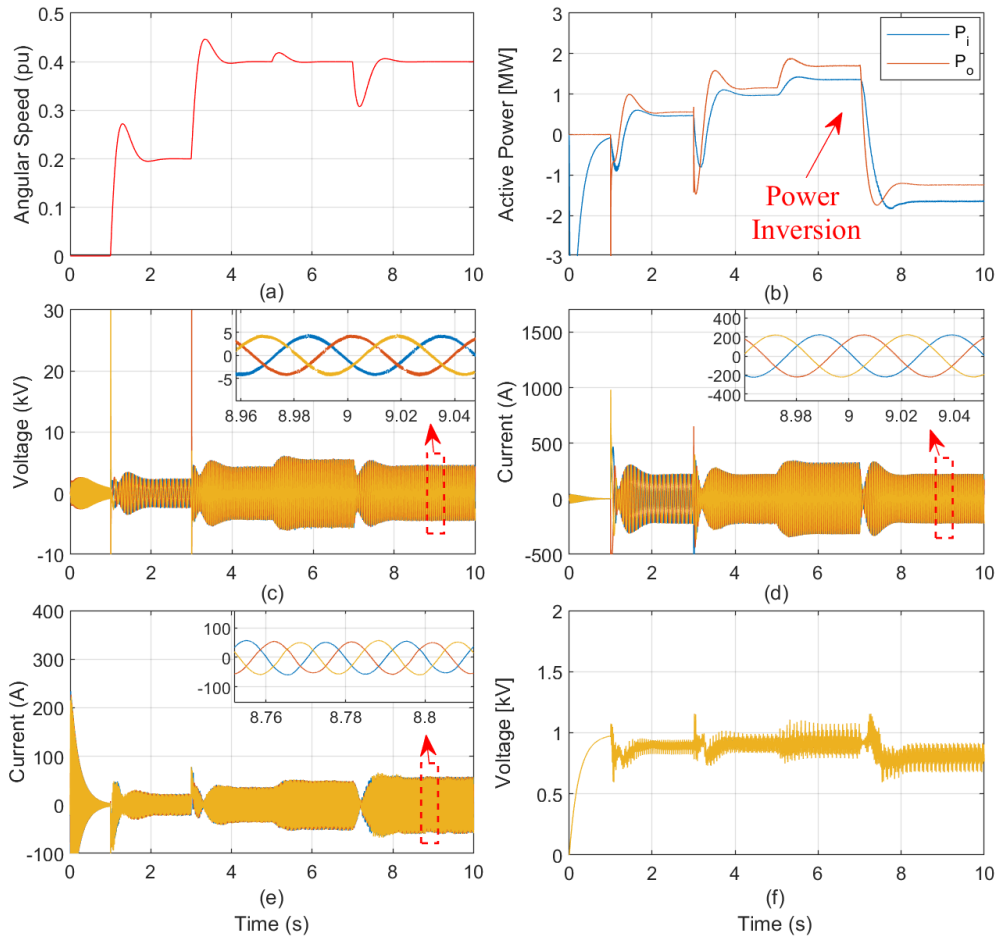 0.5
0.4
0.3
0.2
0.1
0
Angular Speed (pu)
0 2 4 6 8 10
(a)
3
2
1
0
-1
-2
-3
Active Power [MW]
P_i
P_o
Power
Inversion
0 2 4 6 8 10
(b)
30
20
10
0
-10
Voltage (kV)
5
0
-5
8.96 8.98 9 9.02 9.04
0 2 4 6 8 10
(c)
1500
1000
500
0
-500
Current (A)
400
200
0
-200
-400
8.98 9 9.02 9.04
0 2 4 6 8 10
(d)
400
300
200
100
0
-100
Current (A)
100
0
-100
8.76 8.78 8.8
0 2 4 6 8 10
(e)
Time (s)
2
1.5
1
0.5
0
Voltage [kV]
0 2 4 6 8 10
(f)
Time (s)